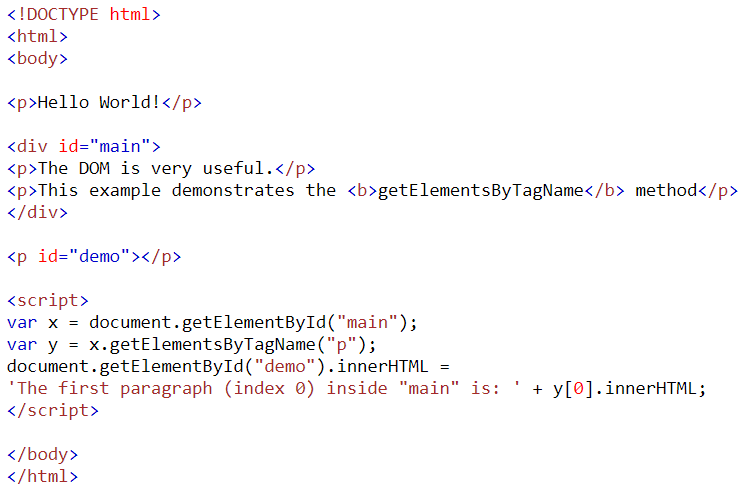 <!DOCTYPE html>
<html>
<body>
<p>Hello World!</p>
<div id="main">
<p>The DOM is very useful.</p>
<p>This example demonstrates the <b>getElementsByTagName</b> method</p>
</div>
<p id="demo"></p>
<script>
var x = document.getElementById("main");
var y = x.getElementsByTagName("p");
document.getElementById("demo").innerHTML =
'The first paragraph (index 0) inside "main" is: ' + y[0].innerHTML;
</script>
</body>
</html>